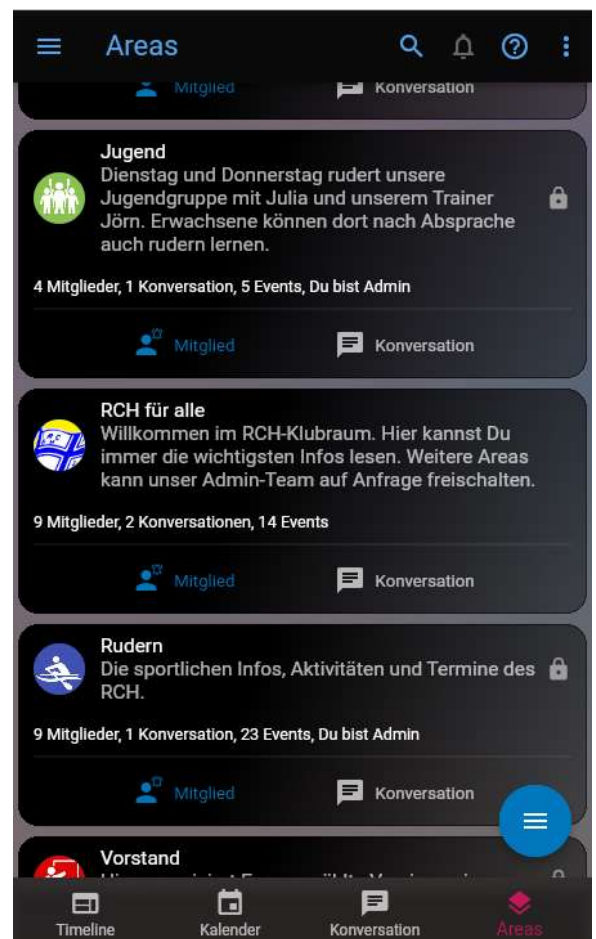 Areas
Mitglied Konversation
Jugend
Dienstag und Donnerstag rudert unsere
Jugendgruppe mit Julia und unserem Trainer
Jörn. Erwachsene können dort nach Absprache
auch rudern lernen.
4 Mitglieder, 1 Konversation, 5 Events, Du bist Admin
Mitglied Konversation
RCH für alle
Willkommen im RCH-Klubraum. Hier kannst Du
immer die wichtigsten Infos lesen. Weitere Areas
kann unser Admin-Team auf Anfrage freischalten.
9 Mitglieder, 2 Konversationen, 14 Events
Mitglied Konversation
Rudern
Die sportlichen Infos, Aktivitäten und Termine des
RCH.
9 Mitglieder, 1 Konversation, 23 Events, Du bist Admin
Mitglied Konversation
Vorstand
Timeline Kalender Konversation Areas